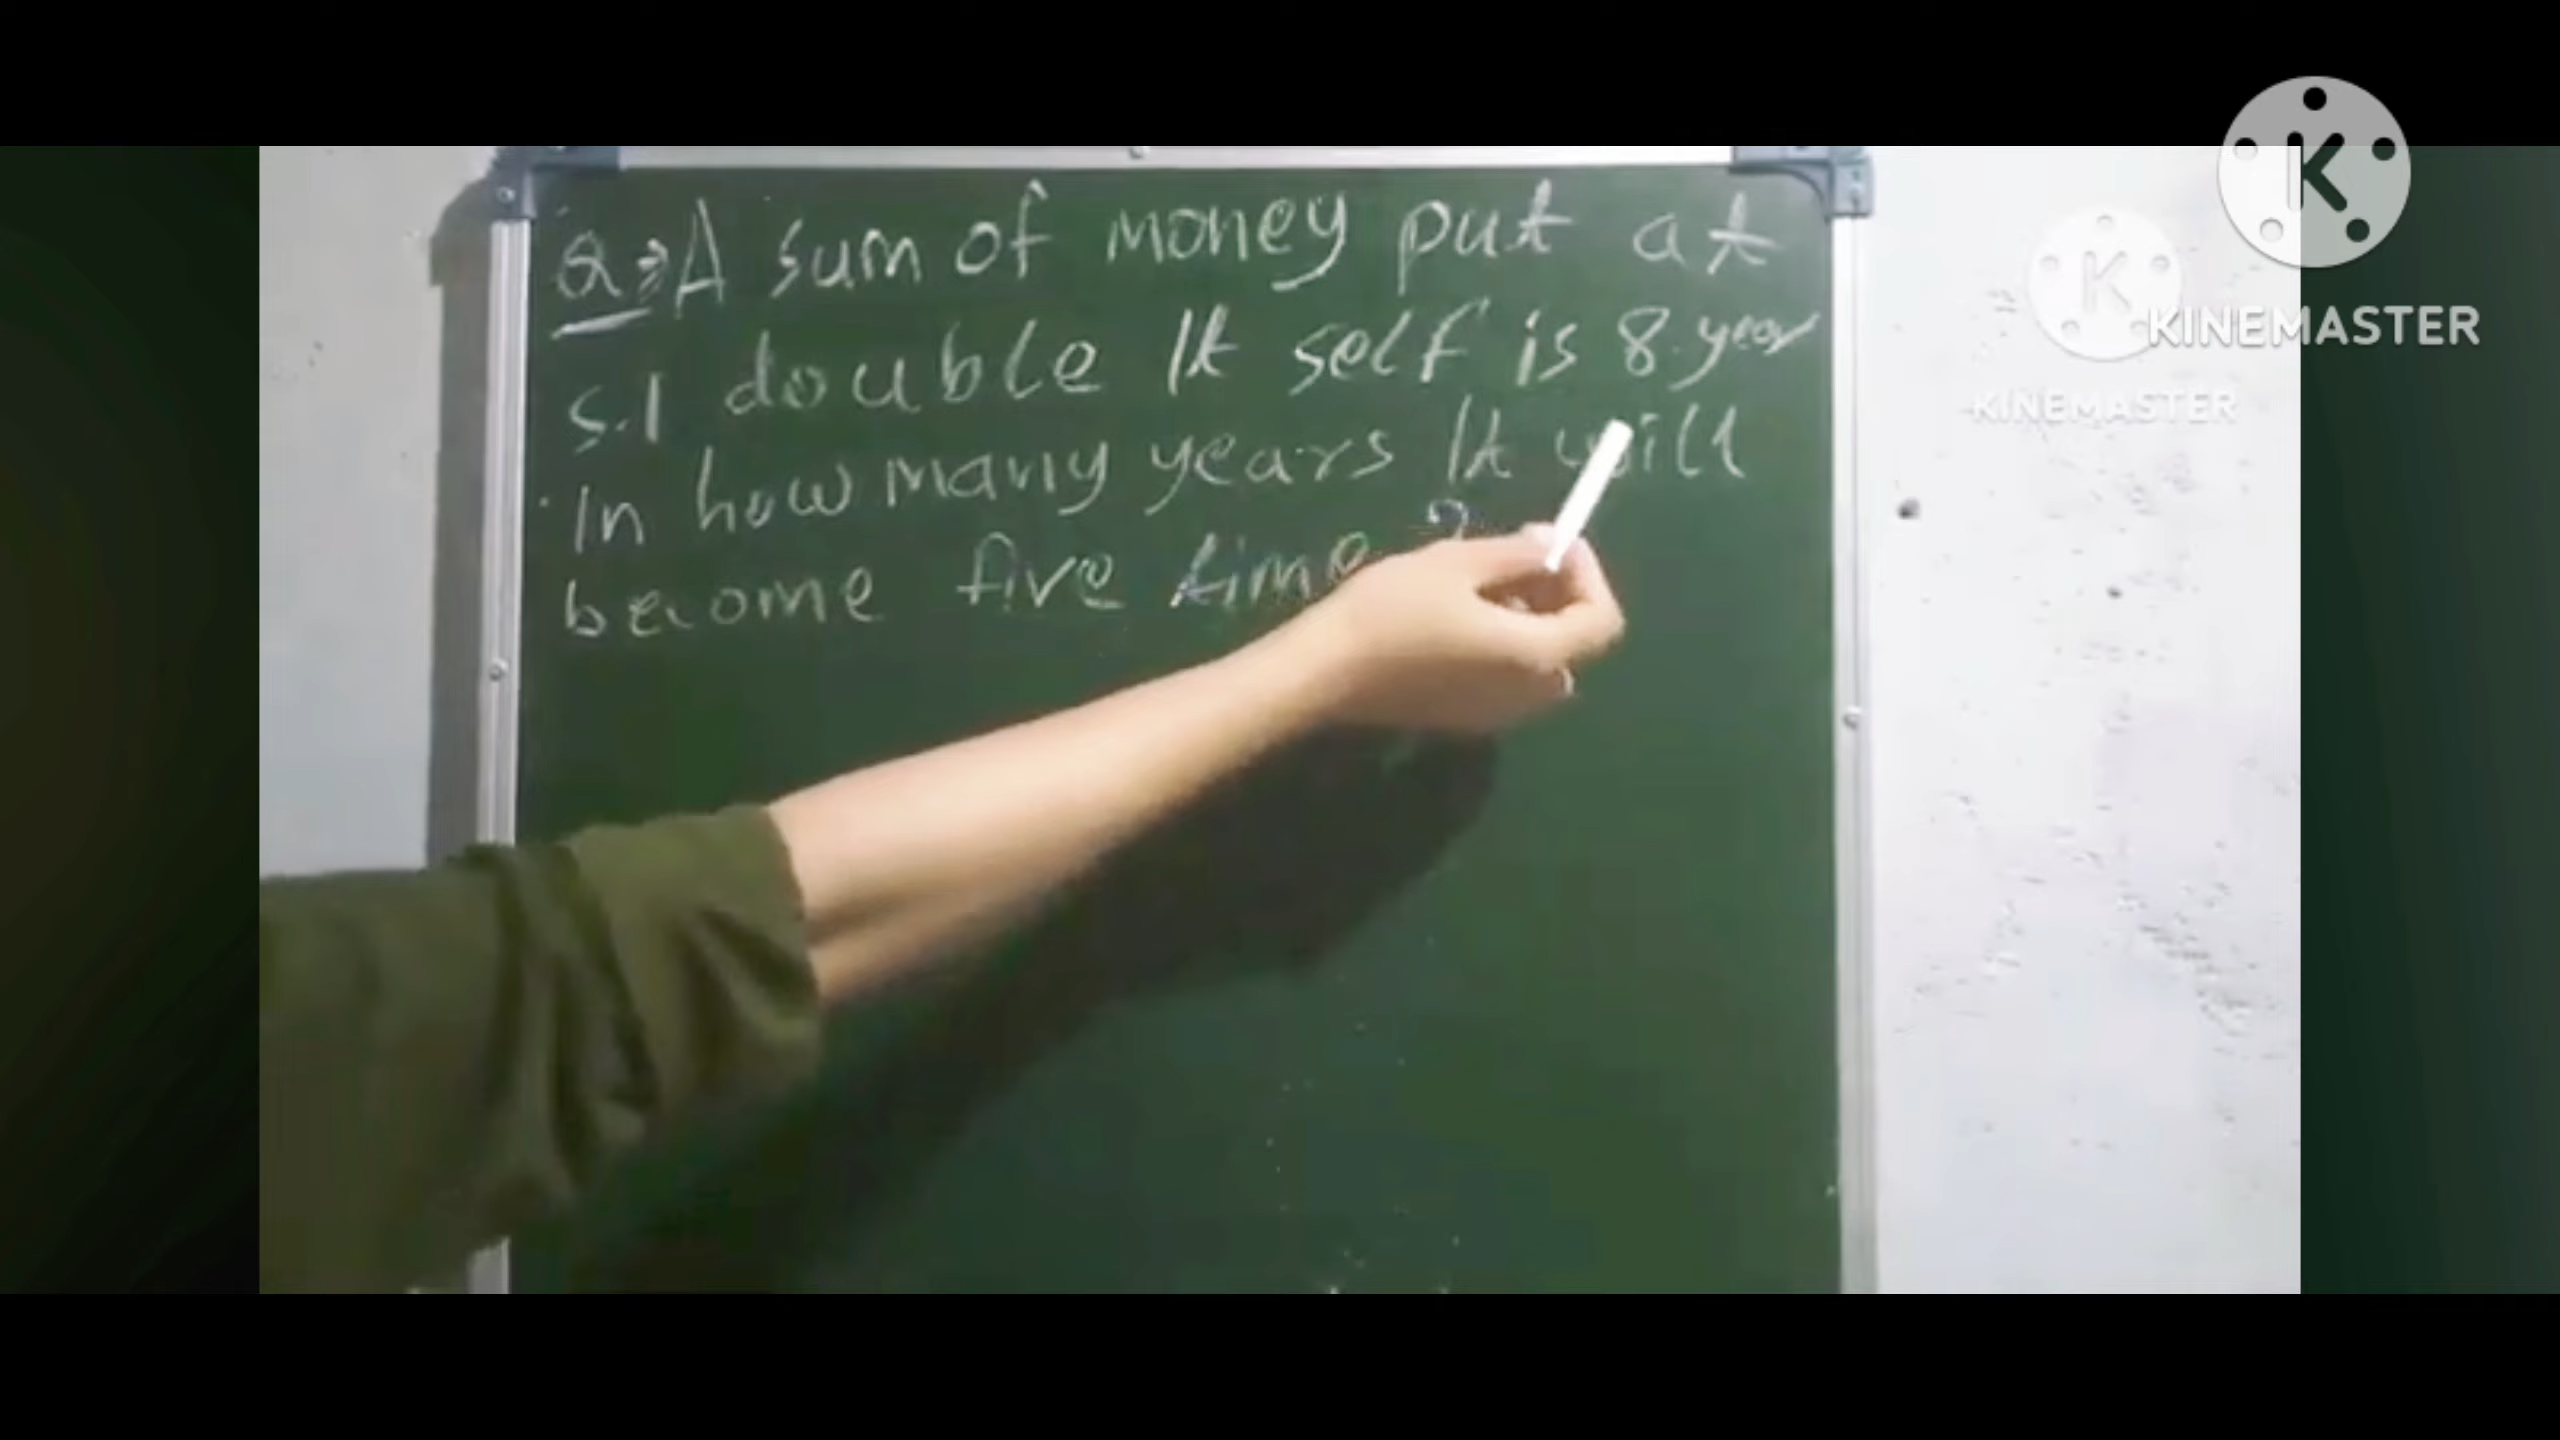 Q⇒A sum of money put at
S.I double It self is 8 year
In how many years It will
become five time ?
K
KINEMASTER
K
KINEMASTER